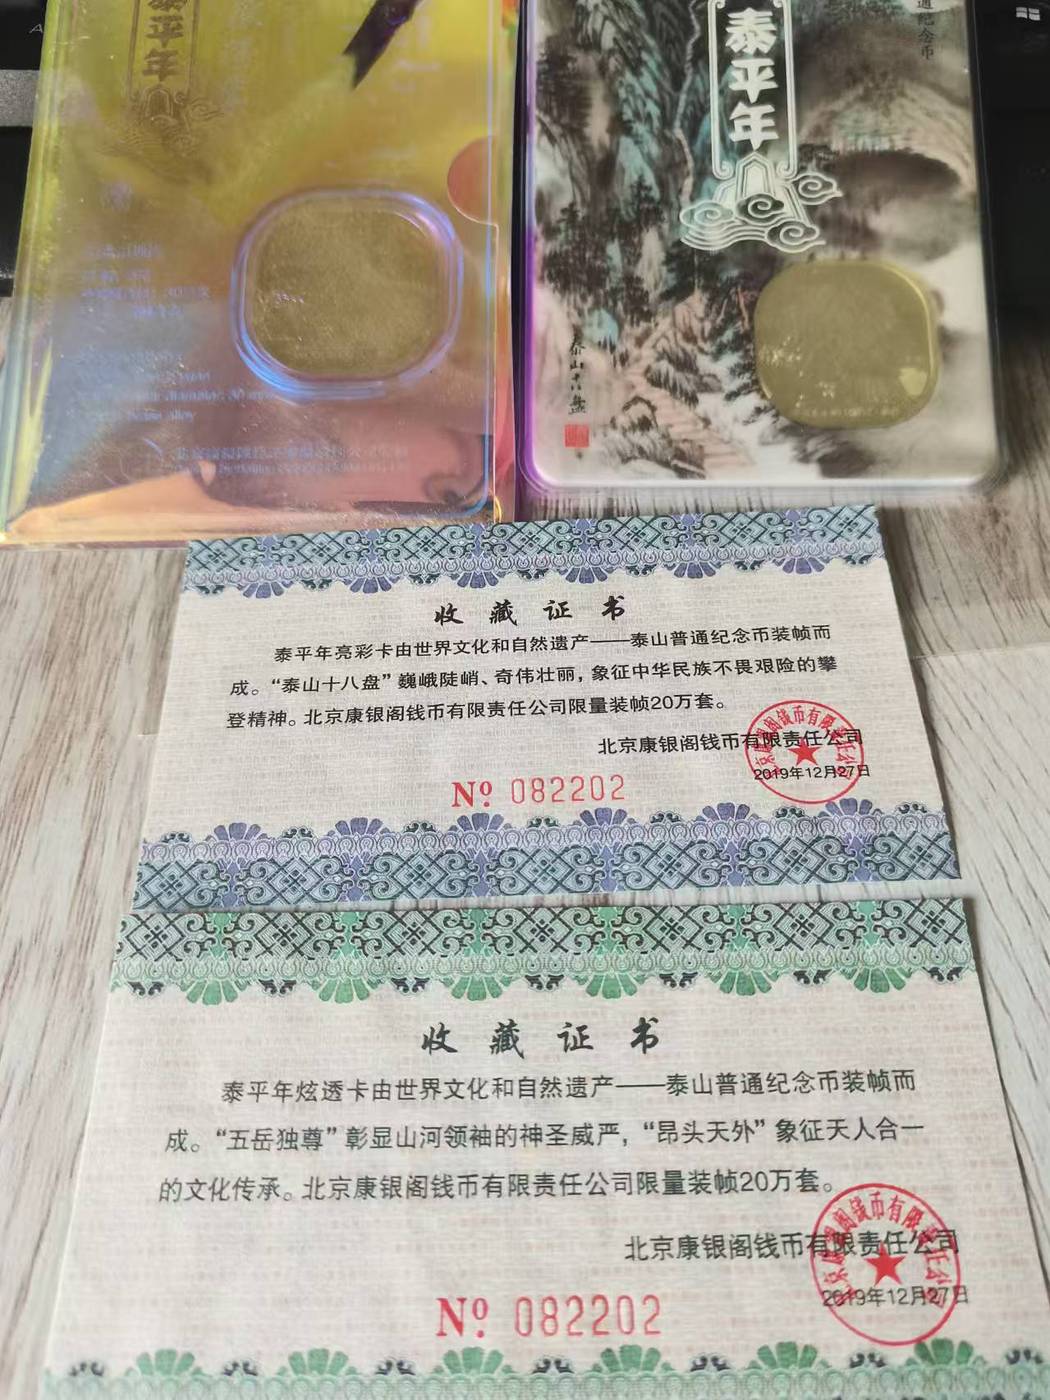 泰平年
泰平年
通纪念币
泰山十八盘
收藏证书
泰平年亮彩卡由世界文化和自然遗产——泰山普通纪念币装帧而
成。“泰山十八盘”巍峨陡峭、奇伟壮丽，象征中华民族不畏艰险的攀
登精神。北京康银阁钱币有限责任公司限量装帧20万套。
北京康银阁钱币有限责任公司
2019年12月27日
Nº 082202
收藏证书
泰平年炫透卡由世界文化和自然遗产——泰山普通纪念币装帧而
成。“五岳独尊”彰显山河领袖的神圣威严，“昂头天外”象征天人合一
的文化传承。北京康银阁钱币有限责任公司限量装帧20万套。
北京康银阁钱币有限责任公司
2019年12月27日
Nº 082202